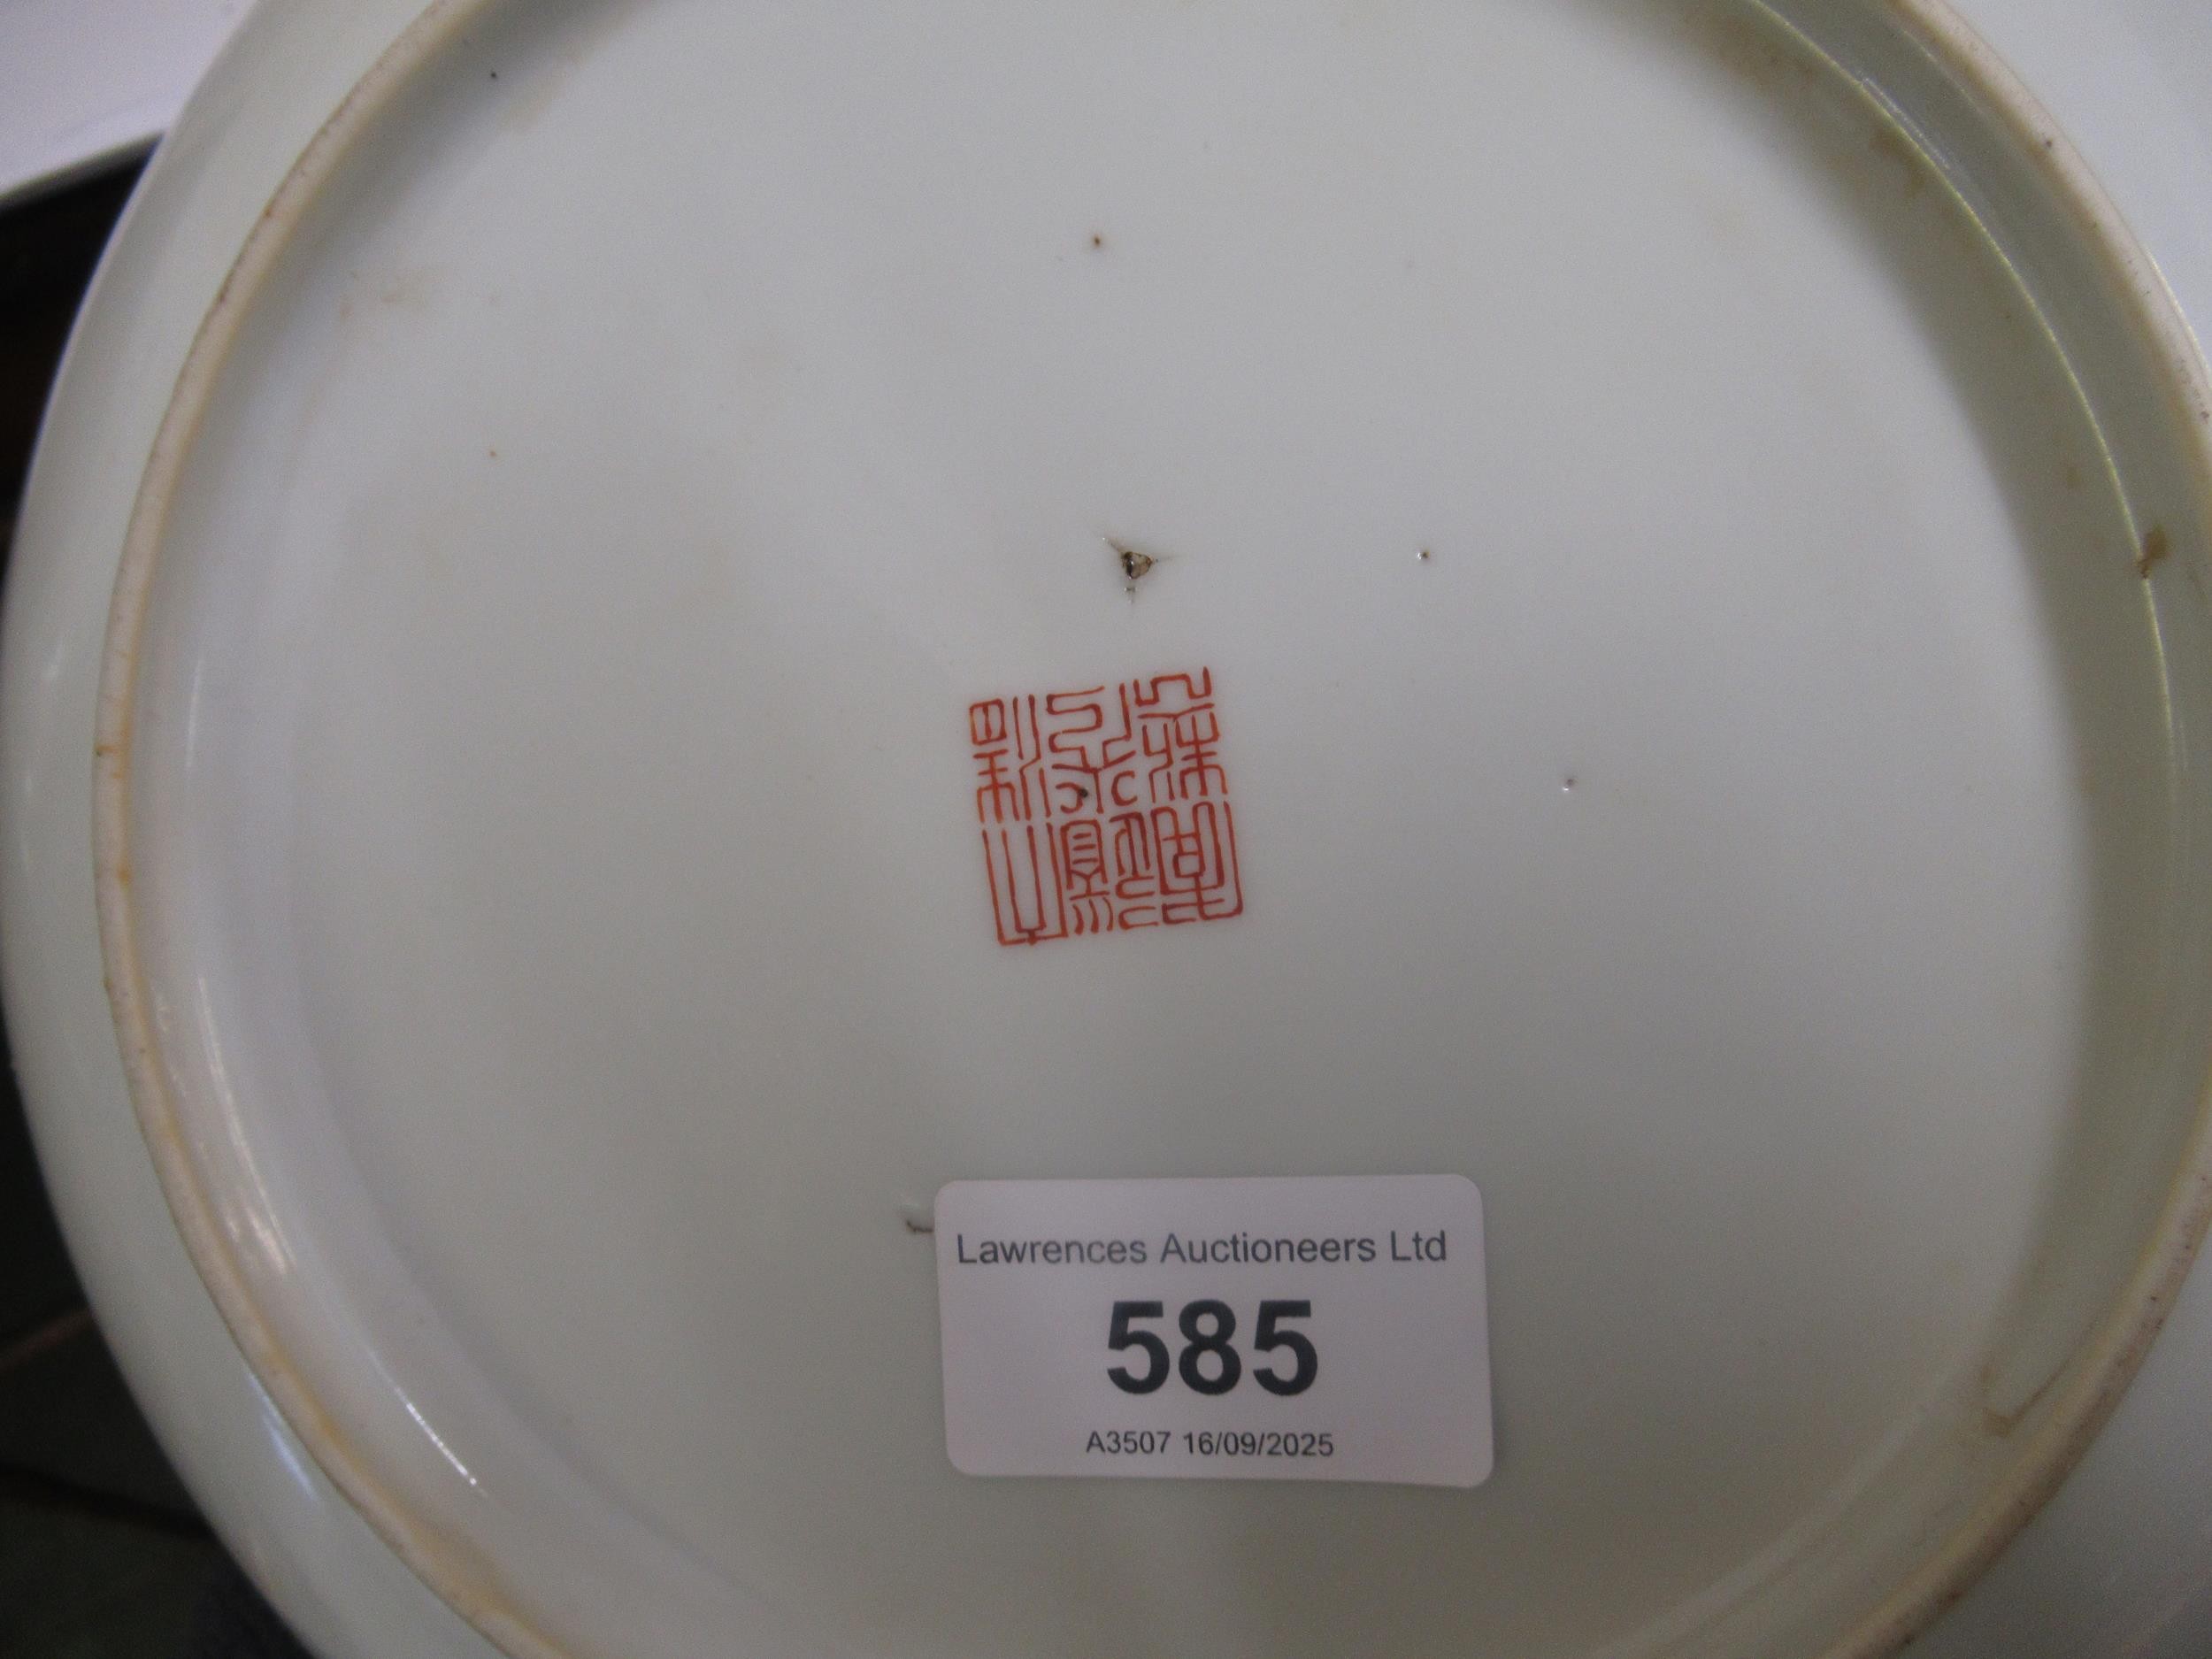 Lawrences Auctioneers Ltd
585
A3507 16/09/2025